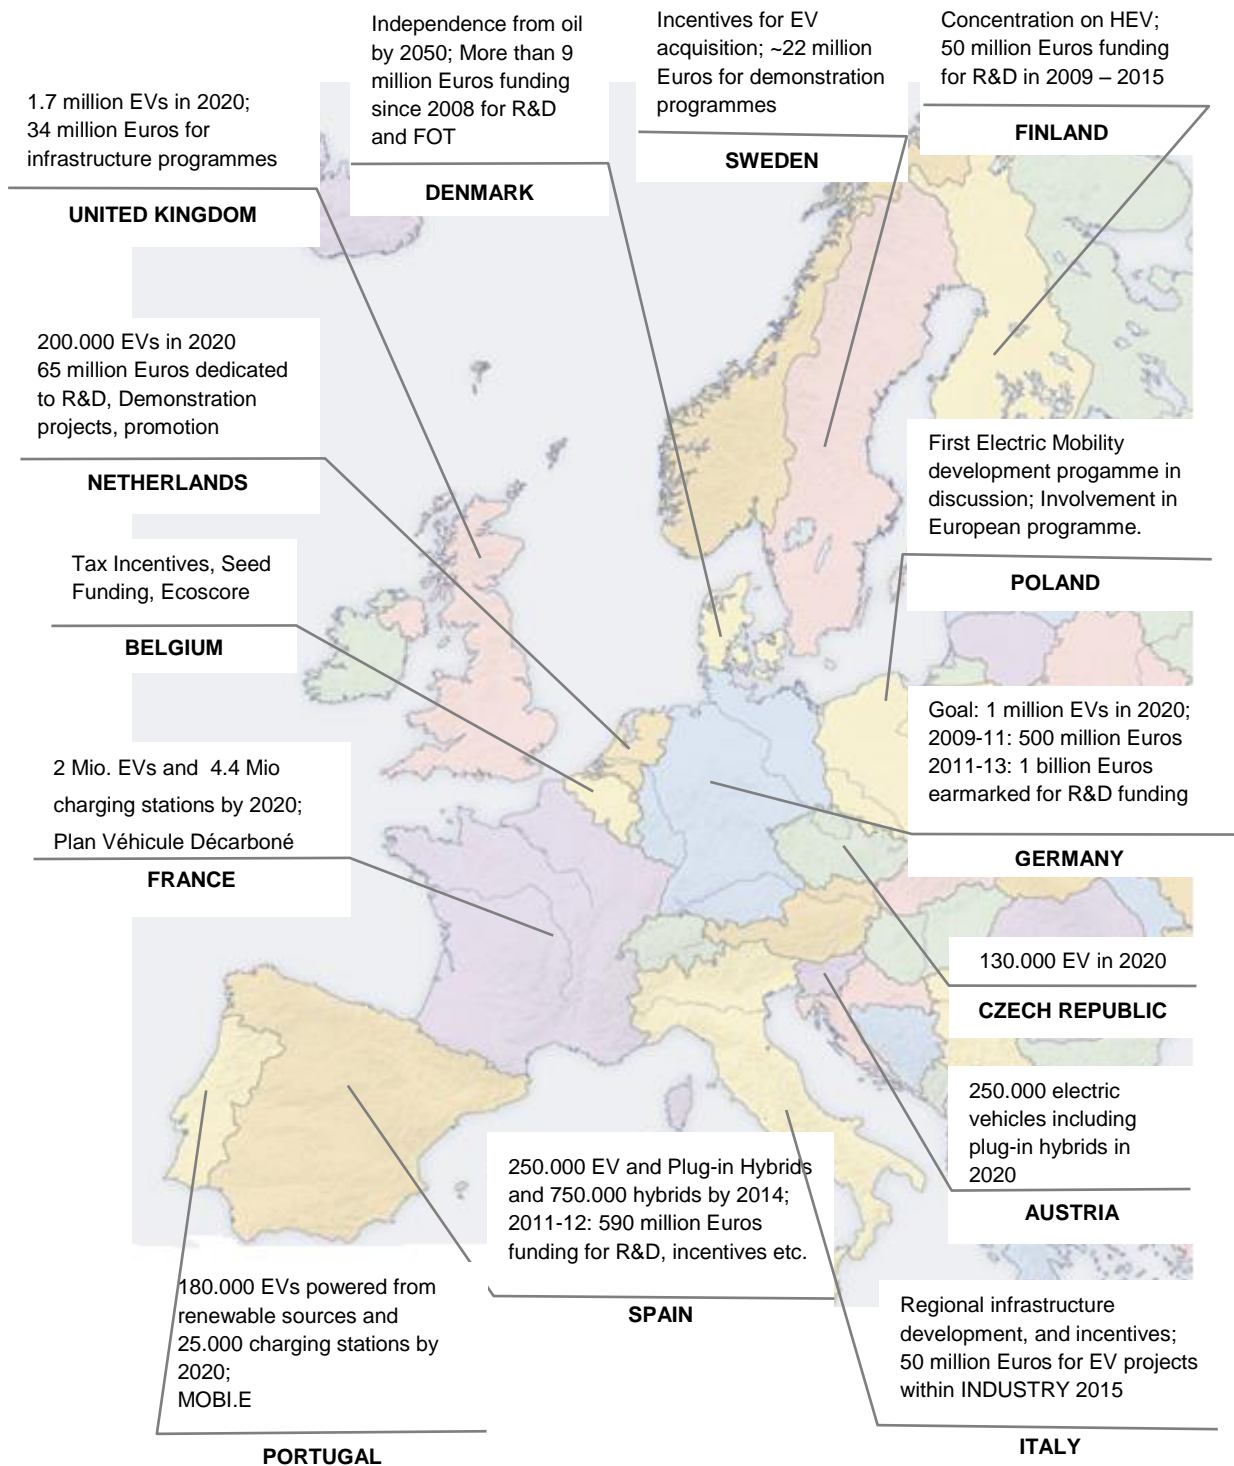 Independence from oil
by 2050; More than 9
million Euros funding
since 2008 for R&D
and FOT
DENMARK
Incentives for EV
acquisition; ~22 million
Euros for demonstration
programmes
SWEDEN
Concentration on HEV;
50 million Euros funding
for R&D in 2009 – 2015
FINLAND
1.7 million EVs in 2020;
34 million Euros for
infrastructure programmes
UNITED KINGDOM
200.000 EVs in 2020
65 million Euros dedicated
to R&D, Demonstration
projects, promotion
NETHERLANDS
First Electric Mobility
development progamme in
discussion; Involvement in
European programme.
POLAND
Tax Incentives, Seed
Funding, Ecoscore
BELGIUM
Goal: 1 million EVs in 2020;
2009-11: 500 million Euros
2011-13: 1 billion Euros
earmarked for R&D funding
GERMANY
2 Mio. EVs and 4.4 Mio
charging stations by 2020;
Plan Véhicule Décarboné
FRANCE
130.000 EV in 2020
CZECH REPUBLIC
250.000 electric
vehicles including
plug-in hybrids in
2020
AUSTRIA
250.000 EV and Plug-in Hybrids
and 750.000 hybrids by 2014;
2011-12: 590 million Euros
funding for R&D, incentives etc.
SPAIN
180.000 EVs powered from
renewable sources and
25.000 charging stations by
2020;
MOBI.E
PORTUGAL
Regional infrastructure
development, and incentives;
50 million Euros for EV projects
within INDUSTRY 2015
ITALY